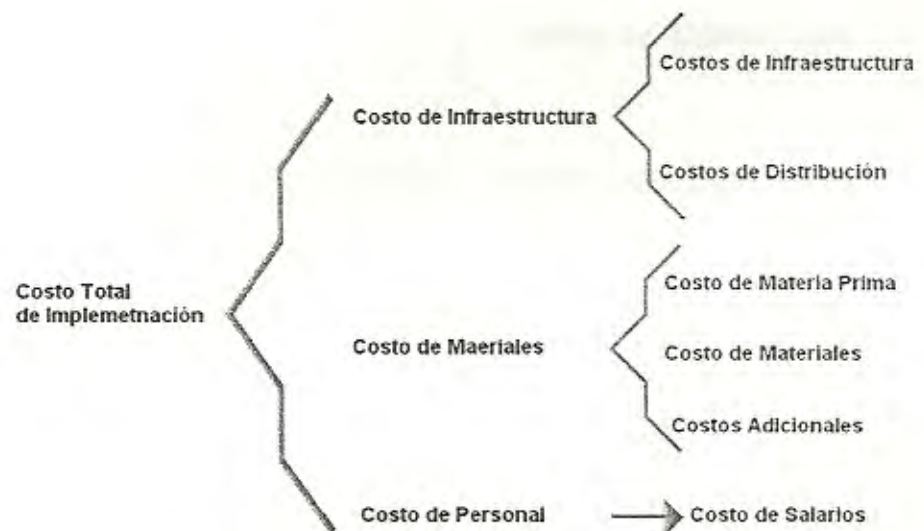 Costo Total
de Implemetnación
Costo de Infraestructura
Costos de Infraestructura
Costos de Distribución
Costo de Maeriales
Costo de Materia Prima
Costo de Materiales
Costos Adicionales
Costo de Personal
Costo de Salarios